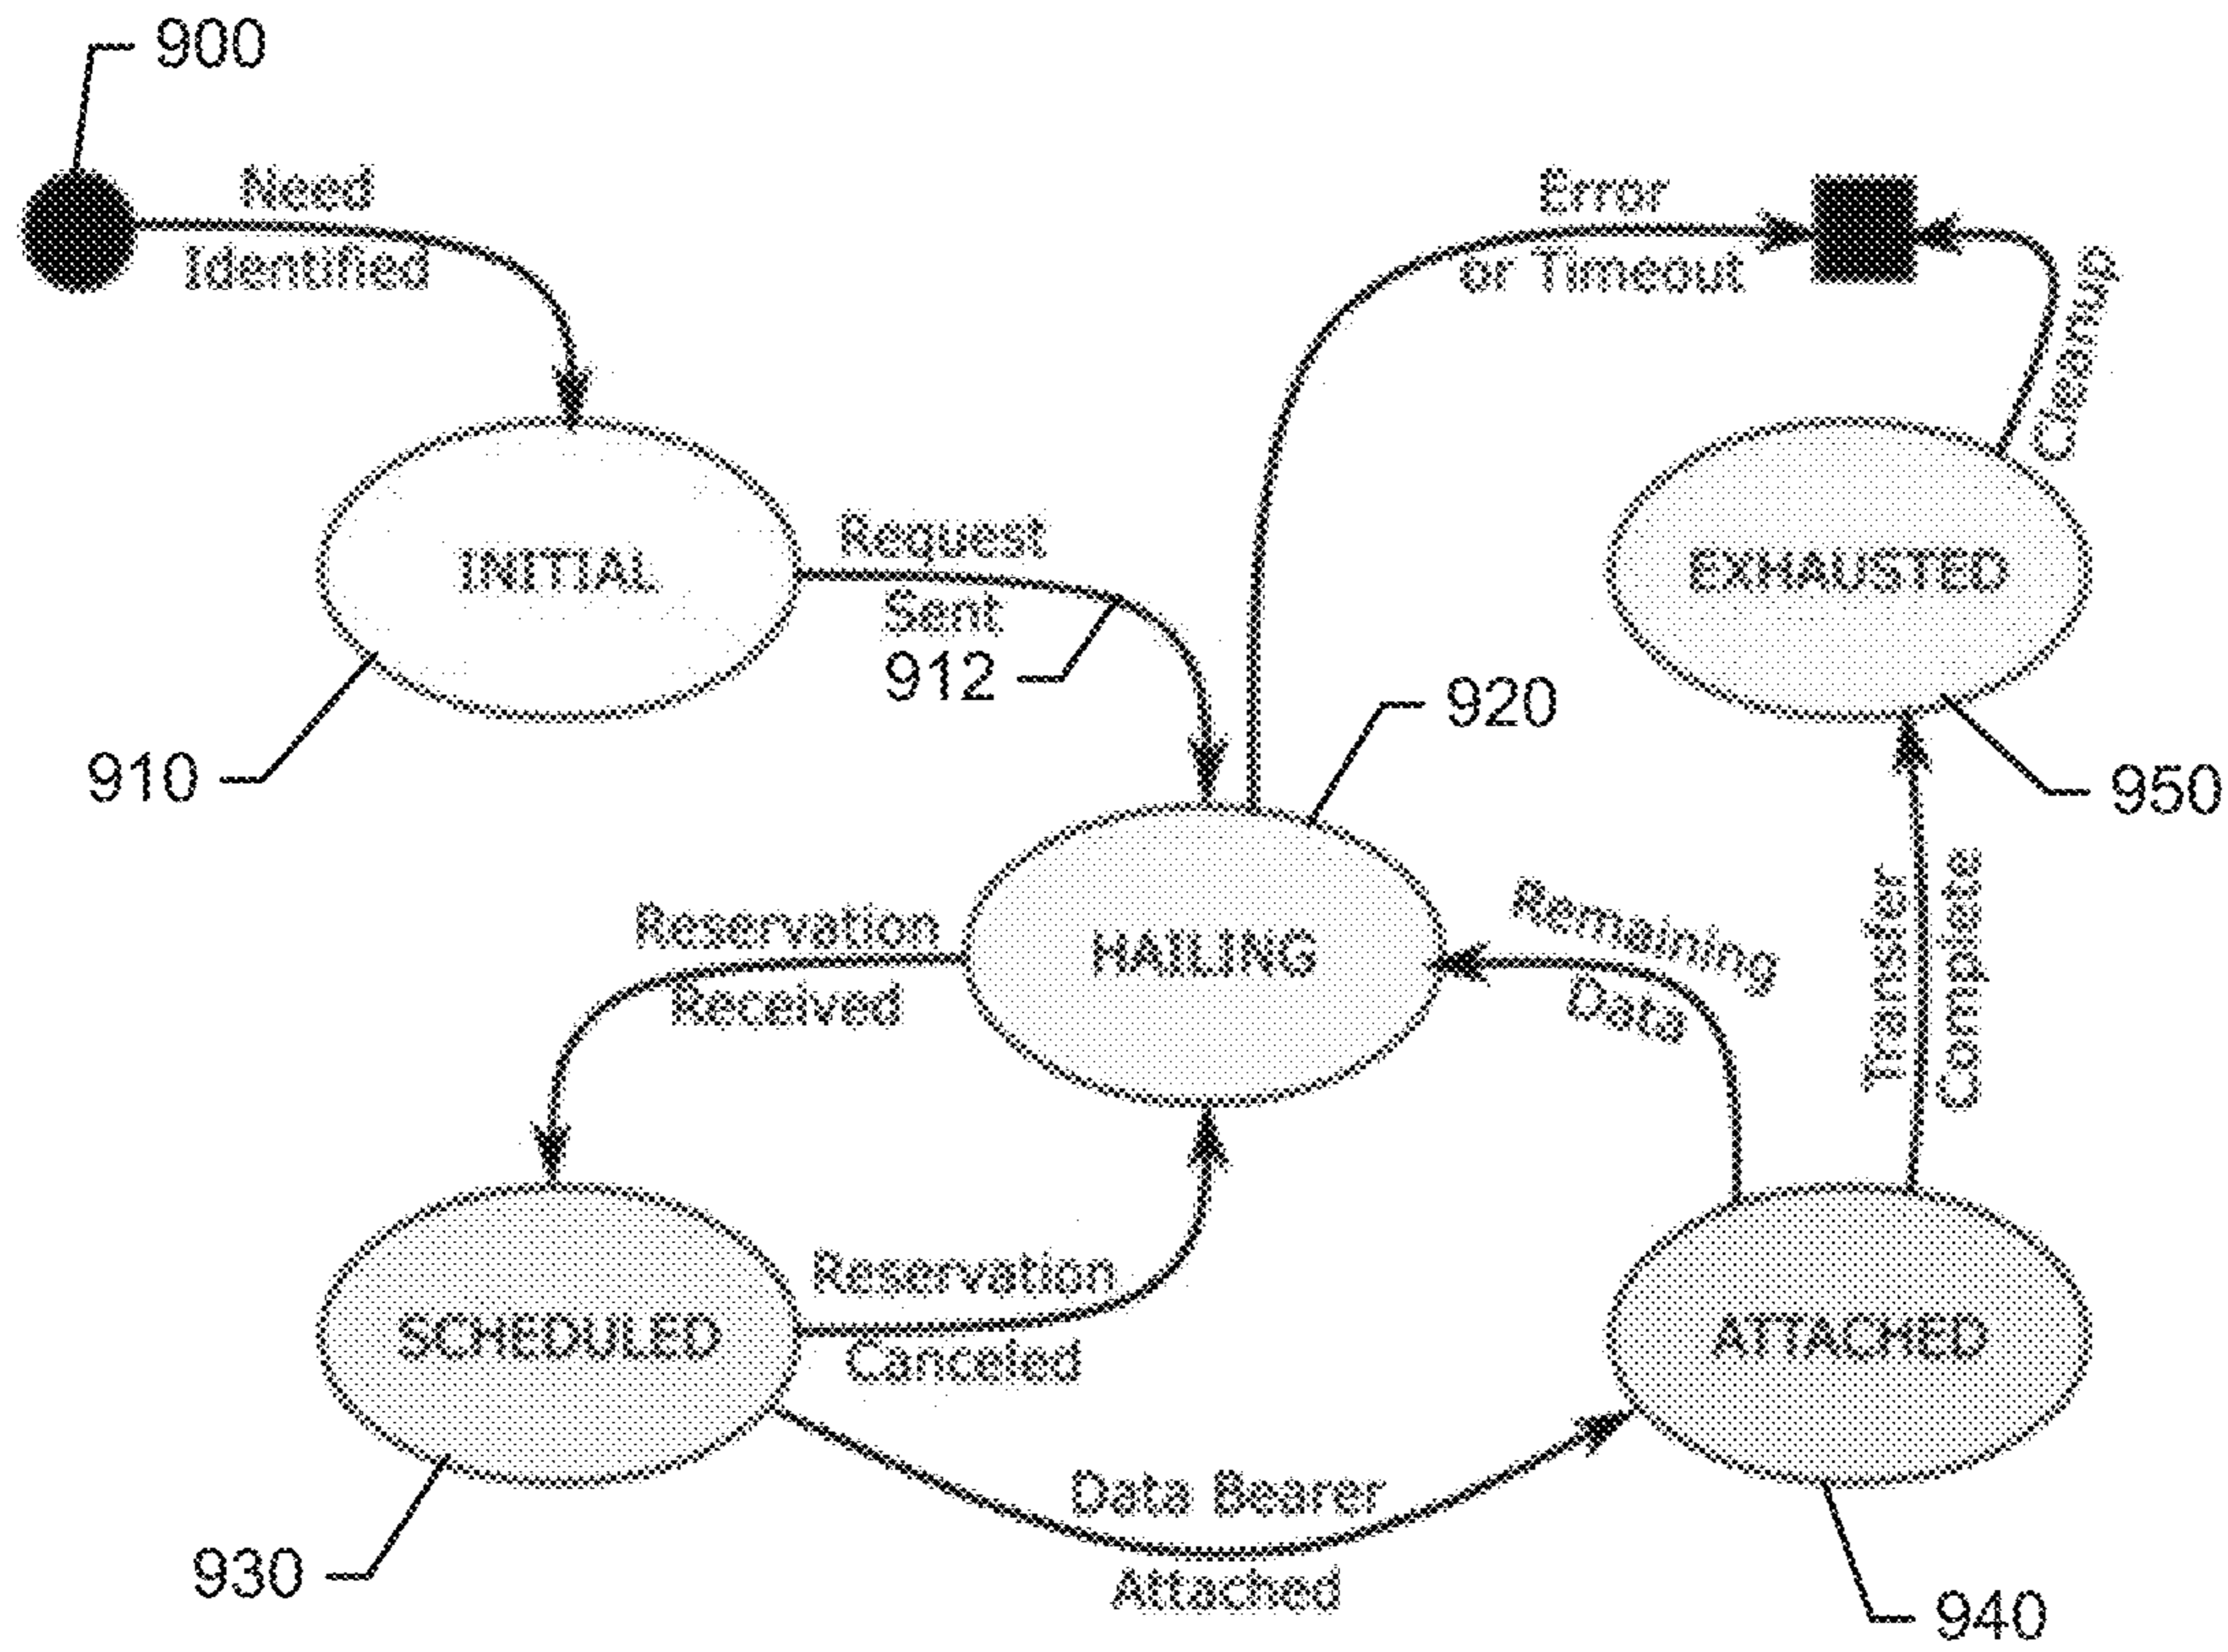 900
Need
Identified
Error
or Timeout
Cleanup
INITIAL
Request
Sent
912
EXHAUSTED
910
920
950
Reservation
Received
HAILING
Remaining
Data
Transfer
Complete
SCHEDULED
Reservation
Canceled
ATTACHED
Data Bearer
Attached
930
940